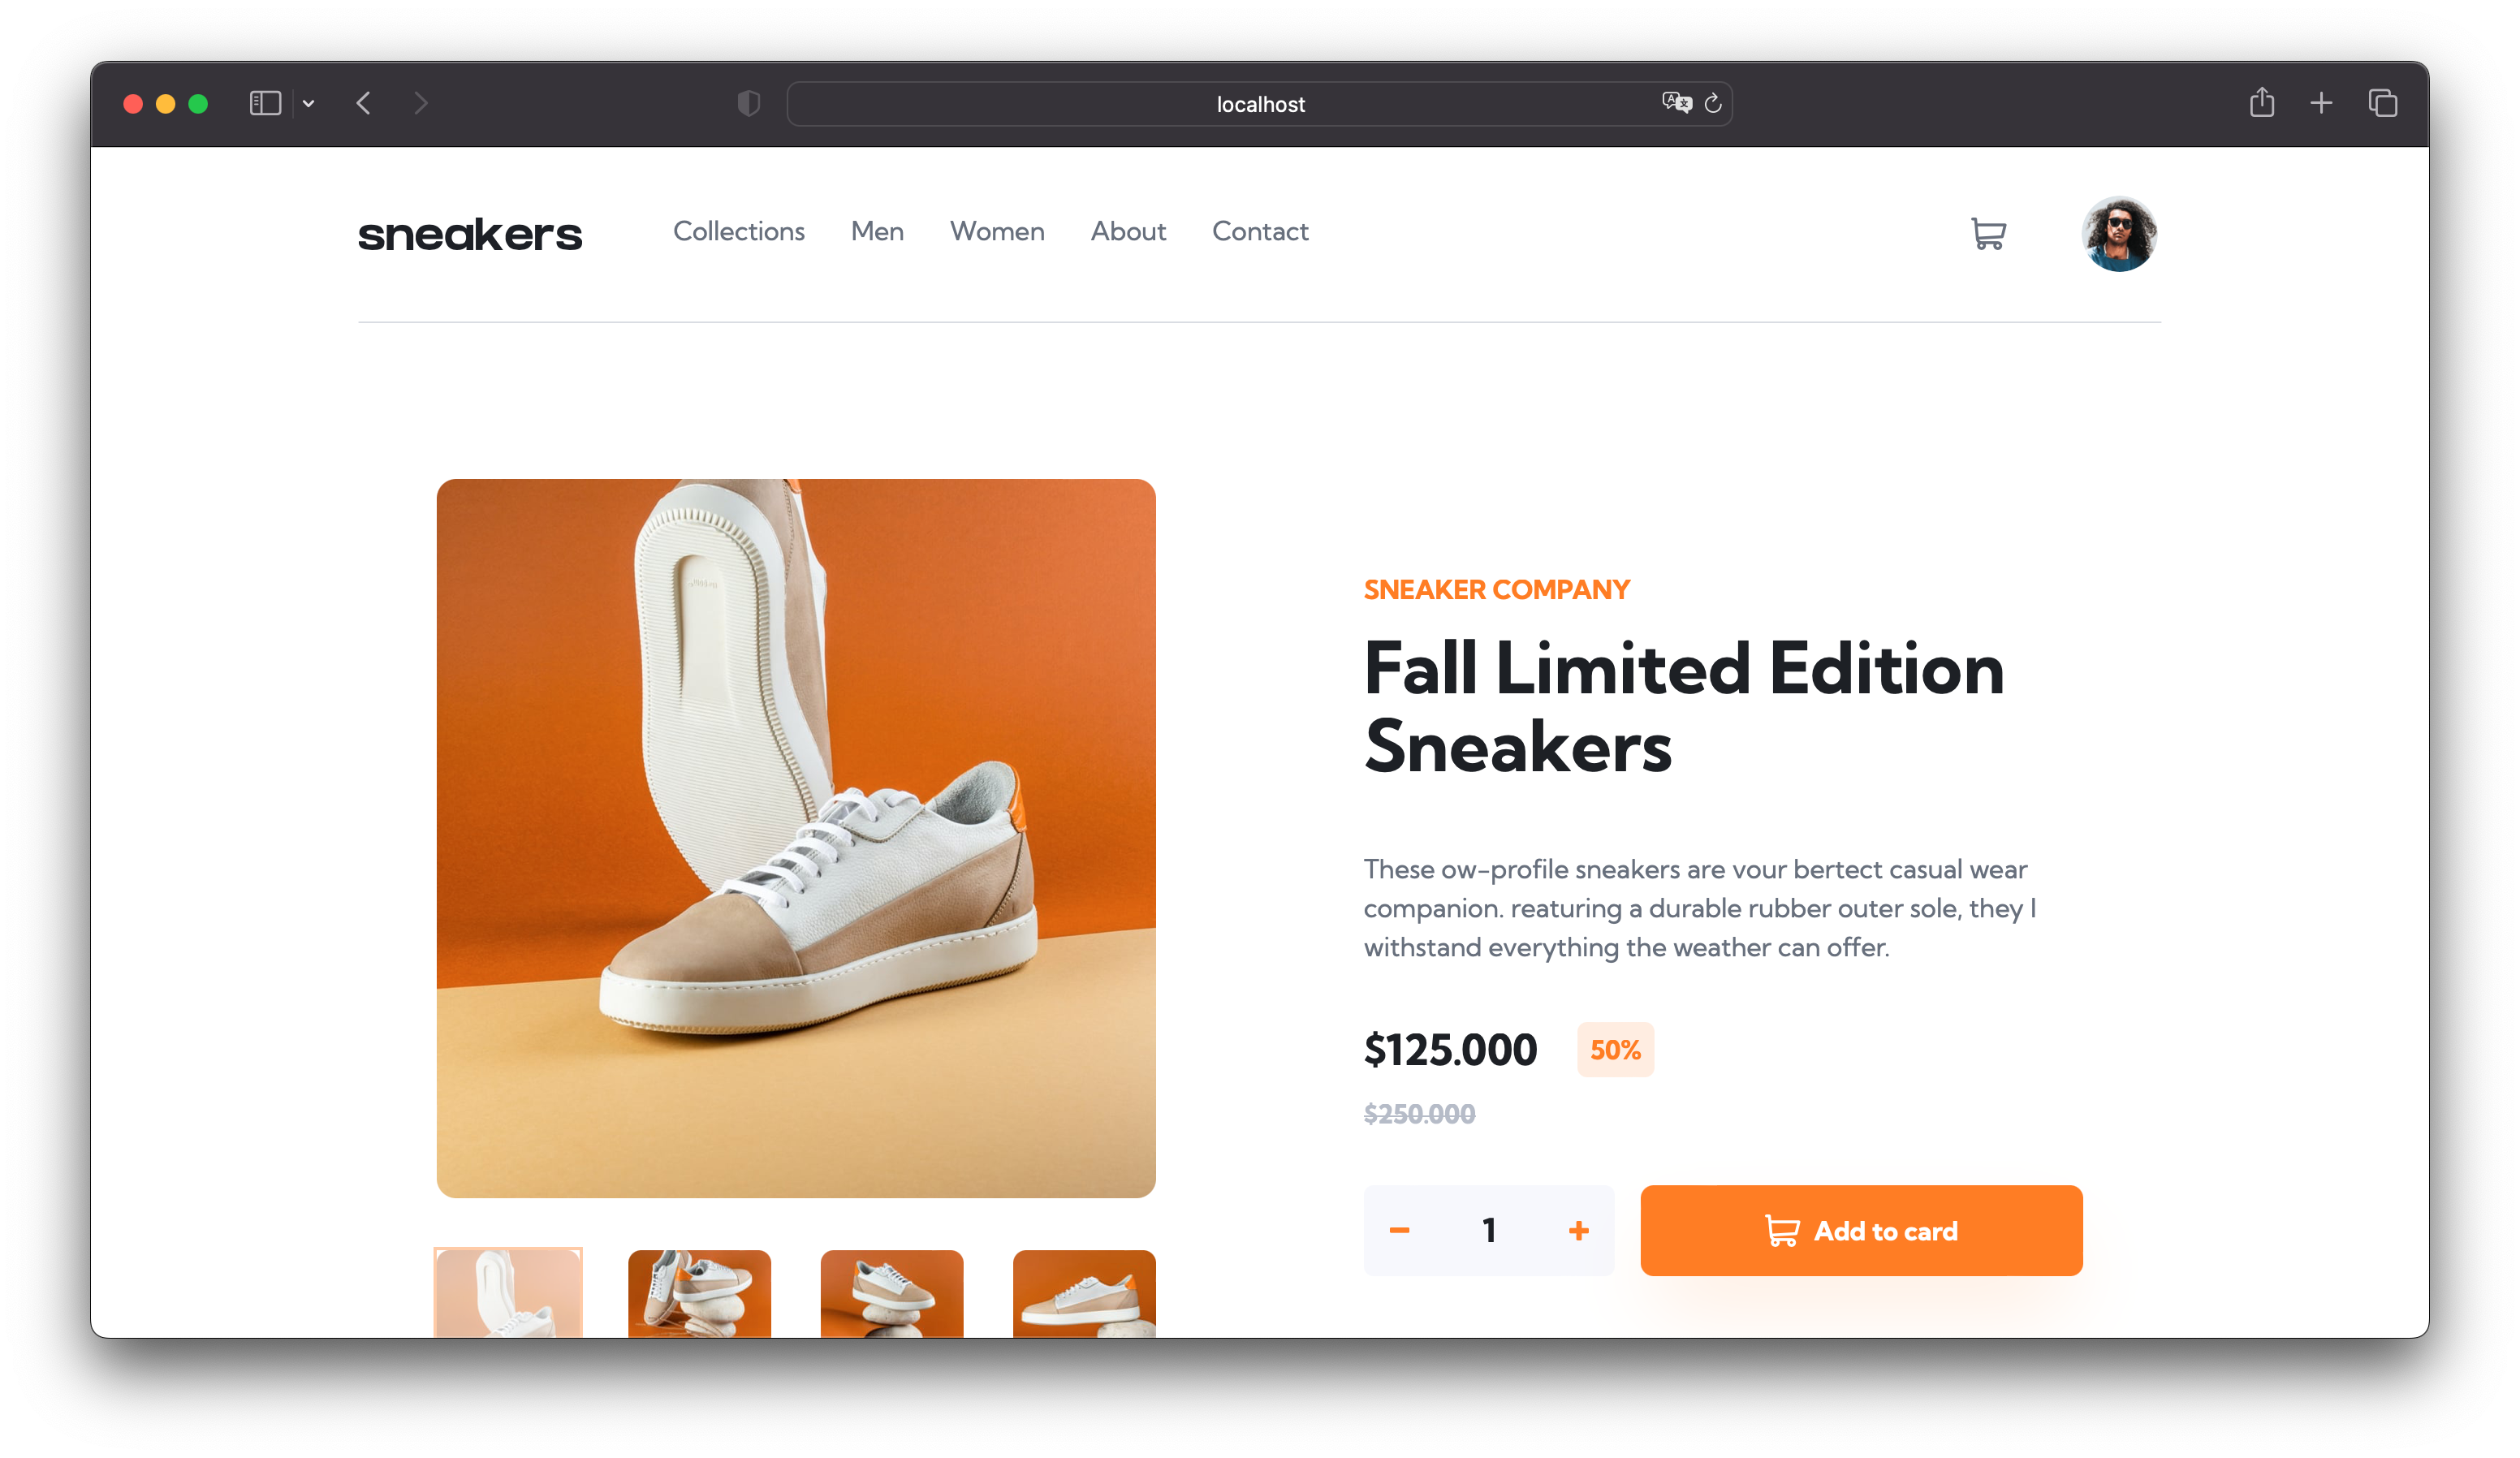 localhost
sneakers
Collections
Men
Women
About
Contact
SNEAKER COMPANY
Fall Limited Edition
Sneakers
These ow-profile sneakers are vour bertect casual wear
companion. reaturing a durable rubber outer sole, they I
withstand everything the weather can offer.
$125.000
50%
$250.000
1
Add to card